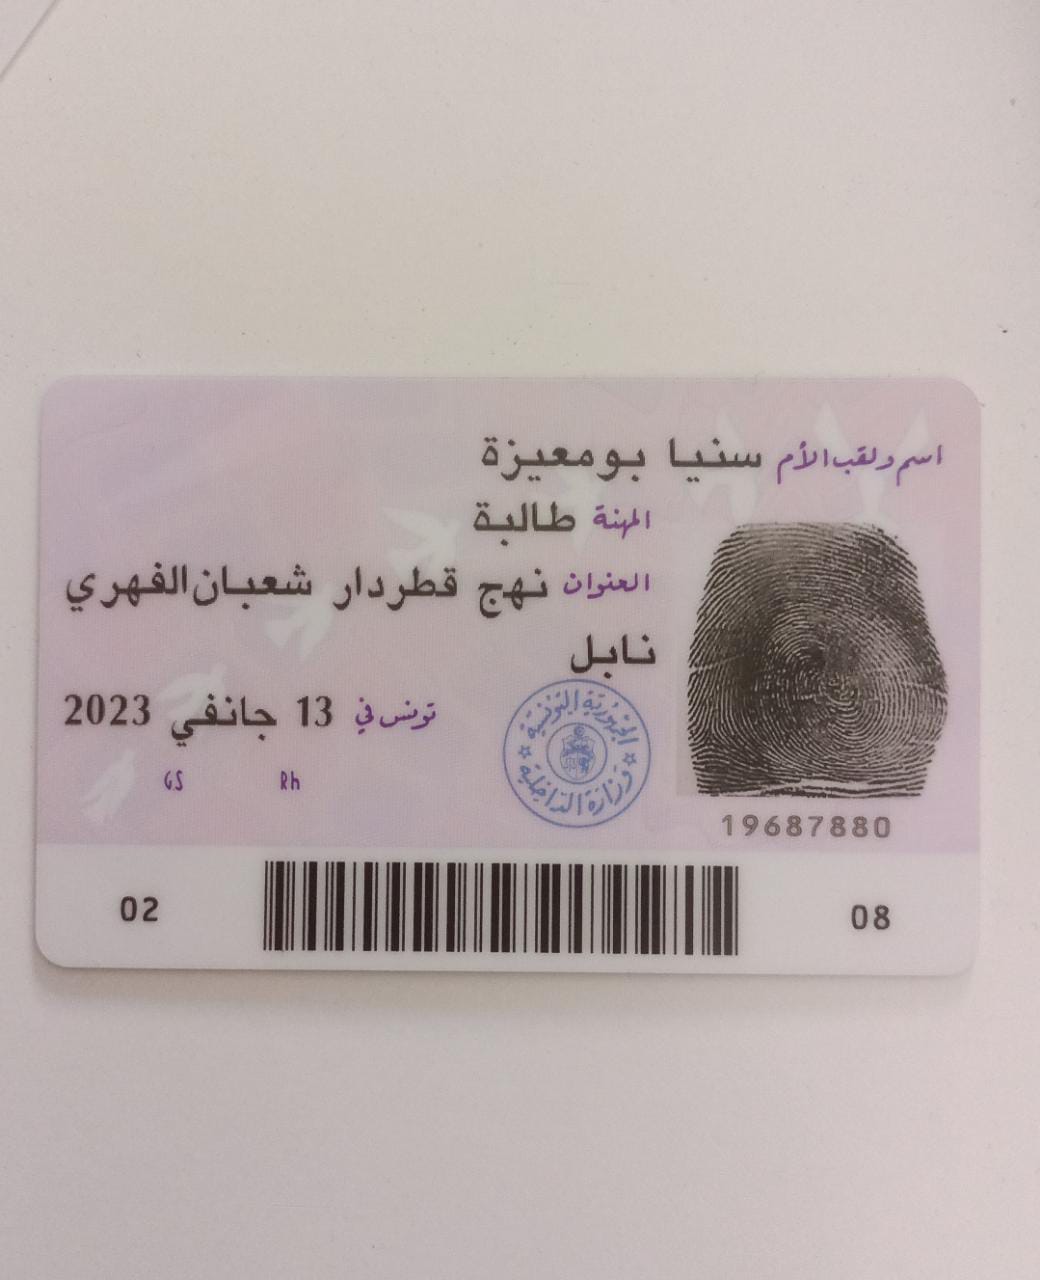 اسم ولقب الأم سنيا بومعيزة
المهنة طالبة
العنوان نهج قطردار شعبان الفهري
نابل
تونس في 13 جانفي 2023
Rh GS
الجمهورية التونسية
وزارة الداخلية
19687880
02 08